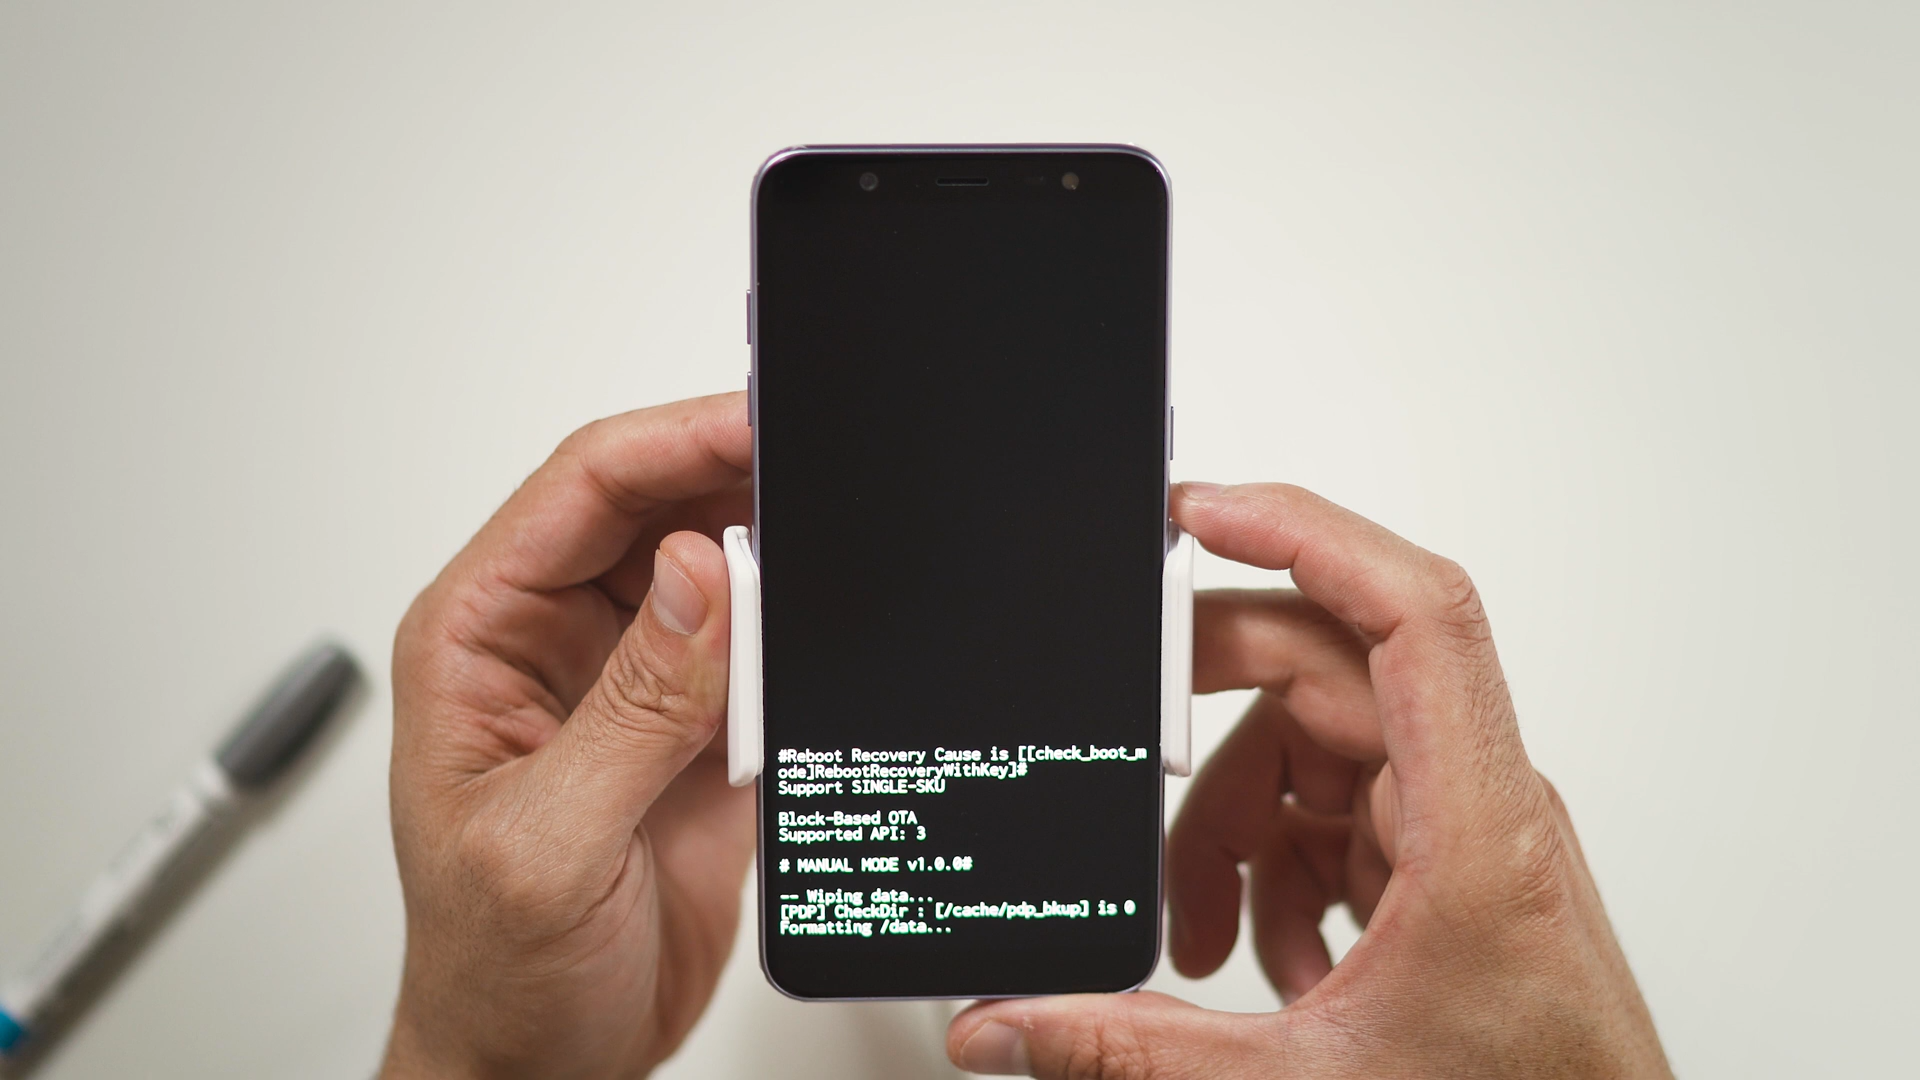 #Reboot Recovery Cause is [[check_boot_m
ode]RebootRecoveryWithKey]#
Support SINGLE-SKU
Block-Based OTA
Supported API: 3
# MANUAL MODE v1.0.0#
-- Wiping data...
[PDP] CheckDir : [/cache/pdp_bkup] is 0
Formatting /data...